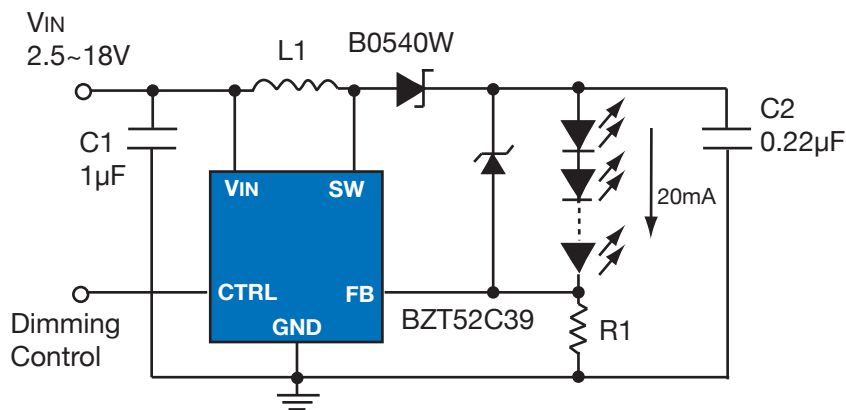 VIN
2.5~18V
L1
B0540W
C1
1µF
C2
0.22µF
VIN
SW
20mA
CTRL
FB
Dimming
Control
GND
BZT52C39
R1